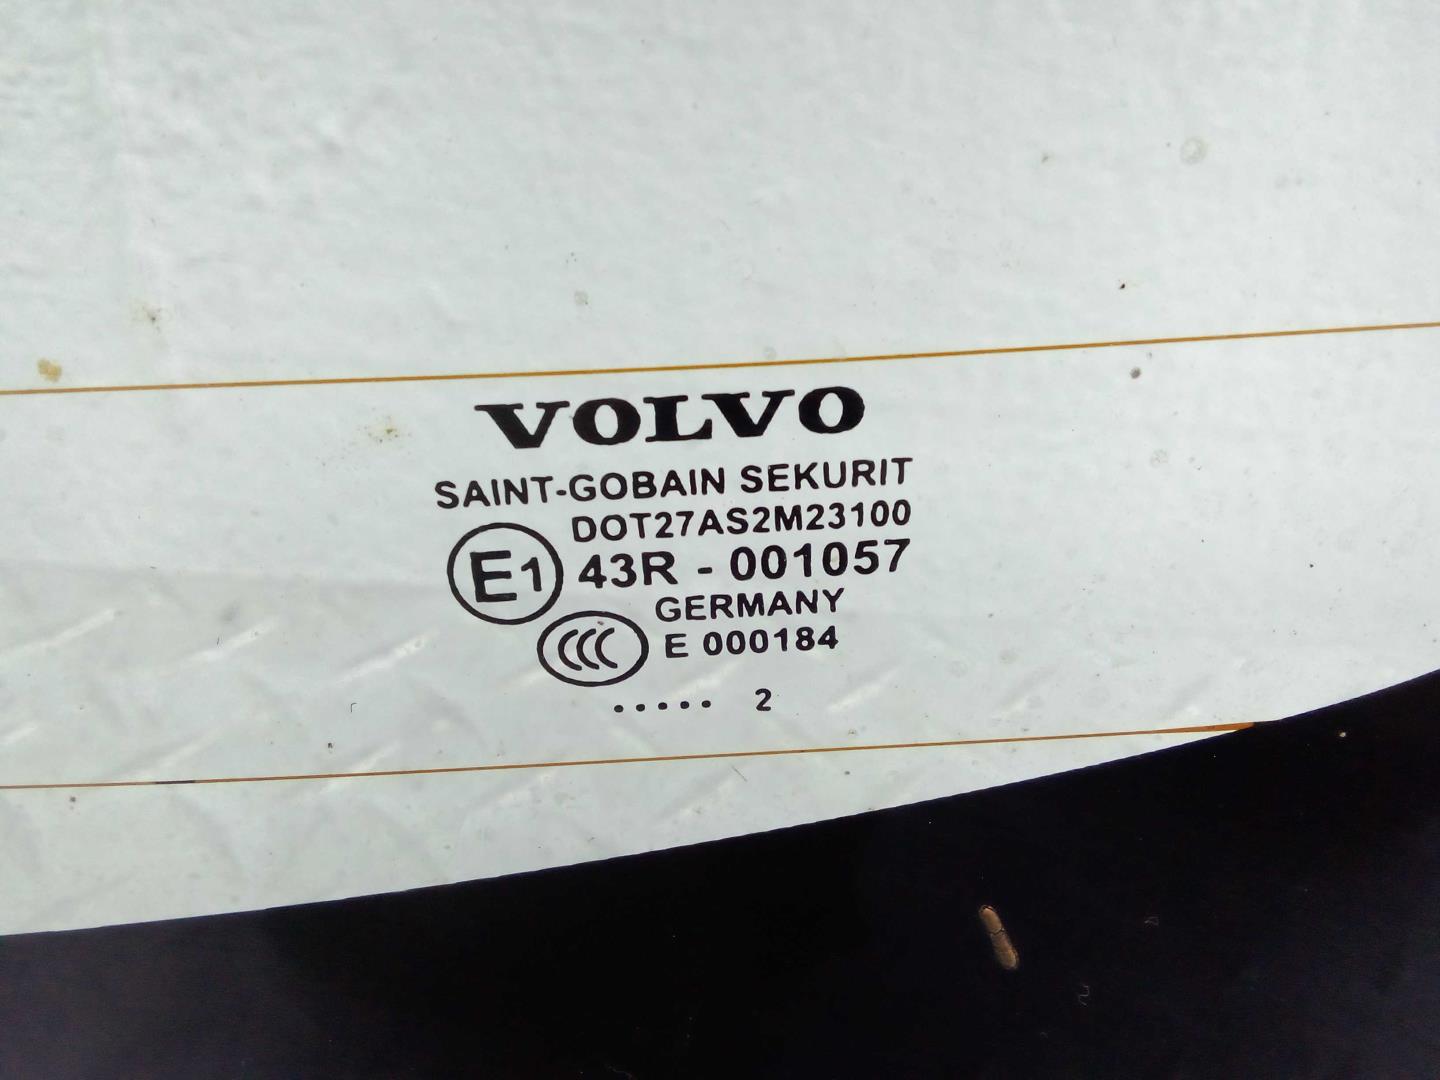 VOLVO
SAINT-GOBAIN SEKURIT
DOT27AS2M23100
E1 43R - 001057
GERMANY
CCC E 000184
..... 2